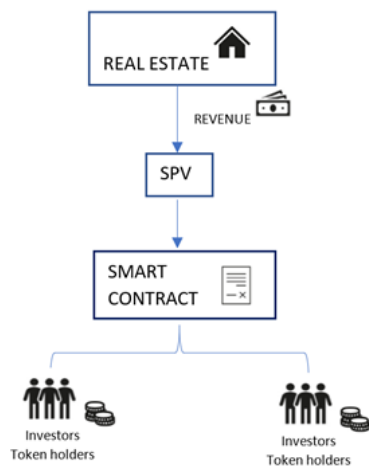 REAL ESTATE
REVENUE
SPV
SMART
CONTRACT
Investors
Token holders
Investors
Token holders